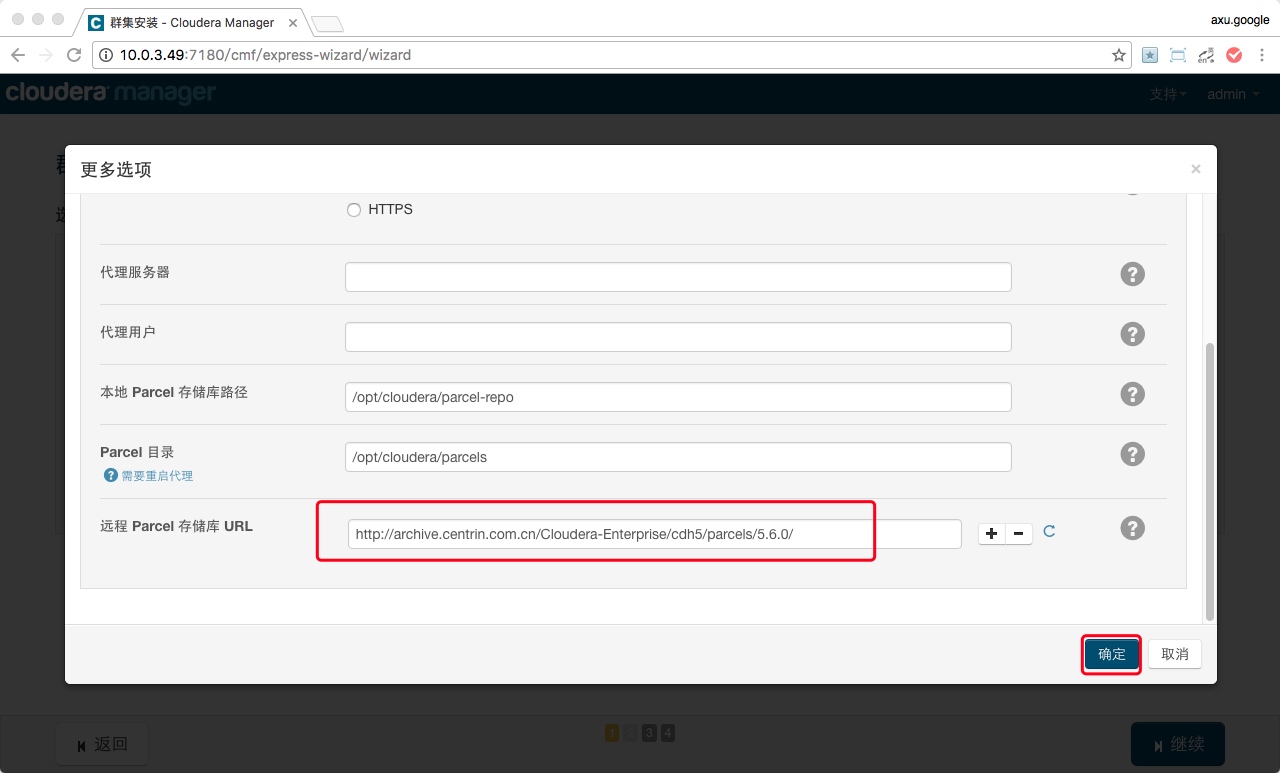 群集安装 - Cloudera Manager
axu.google
10.0.3.49:7180/cmf/express-wizard/wizard
cloudera manager
支持
admin
更多选项
×
HTTPS
代理服务器
?
代理用户
?
本地 Parcel 存储库路径
/opt/cloudera/parcel-repo
?
Parcel 目录
/opt/cloudera/parcels
?
? 需要重启代理
远程 Parcel 存储库 URL
http://archive.centrin.com.cn/Cloudera-Enterprise/cdh5/parcels/5.6.0/
+ -
?
确定
取消
返回
1 2 3 4
继续